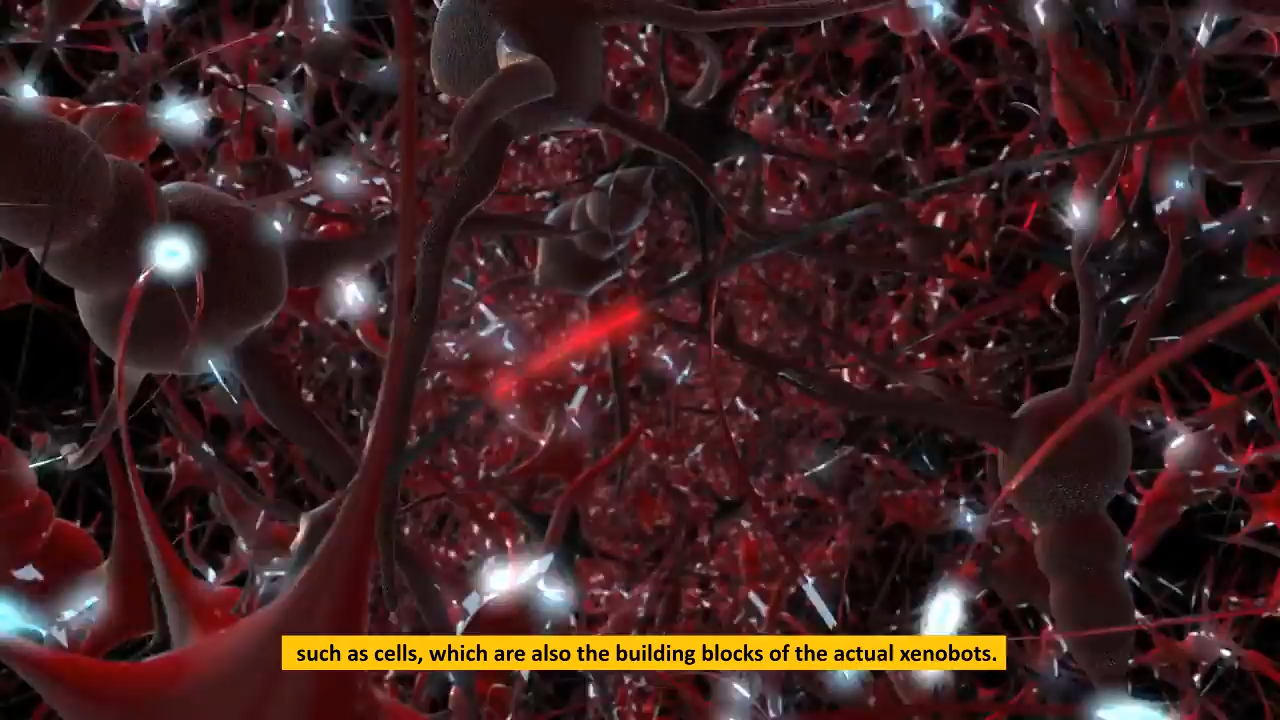 such as cells, which are also the building blocks of the actual xenobots.